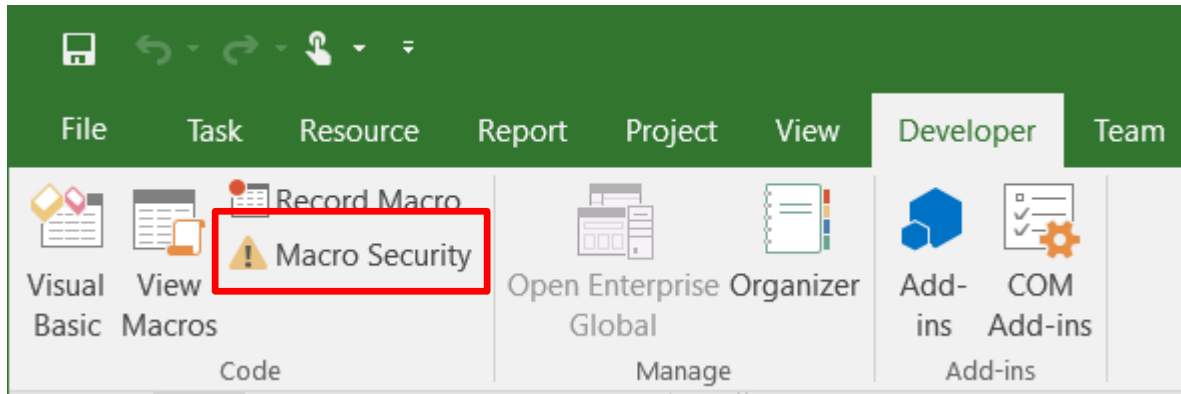 File Task Resource Report Project View Developer Team
Record Macro
Macro Security
Visual Basic
View Macros
Open Enterprise Global
Organizer
Add-ins
COM Add-ins
Code
Manage
Add-ins